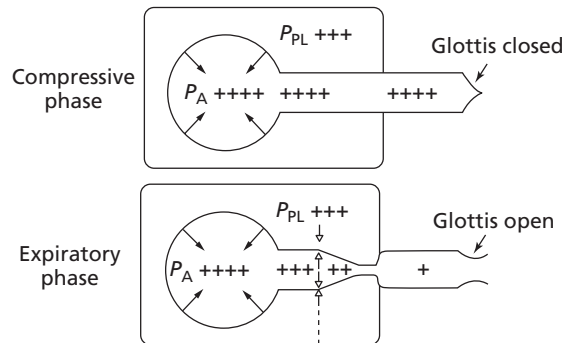 P_PL +++
Glottis closed
Compressive
phase
P_A ++++ ++++ ++++
P_PL +++
Glottis open
Expiratory
phase
P_A ++++ +++ ++ +